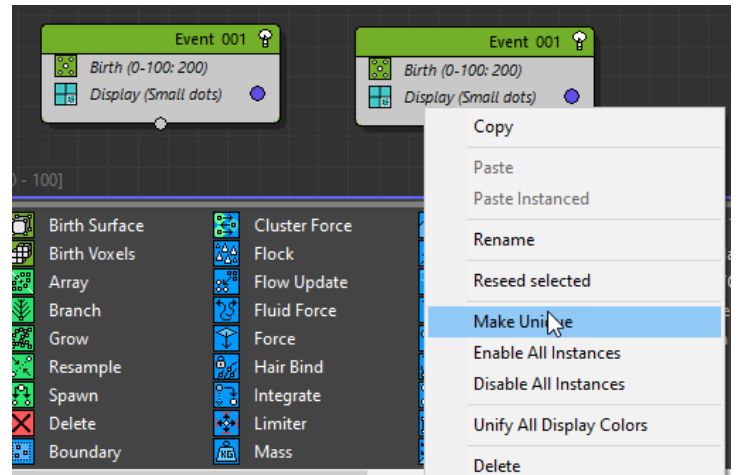 Event 001
Birth (0-100: 200)
Display (Small dots)
Event 001
Birth (0-100: 200)
Display (Small dots)
- 100]
Birth Surface
Birth Voxels
Array
Branch
Grow
Resample
Spawn
Delete
Boundary
Cluster Force
Flock
Flow Update
Fluid Force
Force
Hair Bind
Integrate
Limiter
KG
Mass
Copy
Paste
Paste Instanced
Rename
Reseed selected
Make Unique
Enable All Instances
Disable All Instances
Unify All Display Colors
Delete